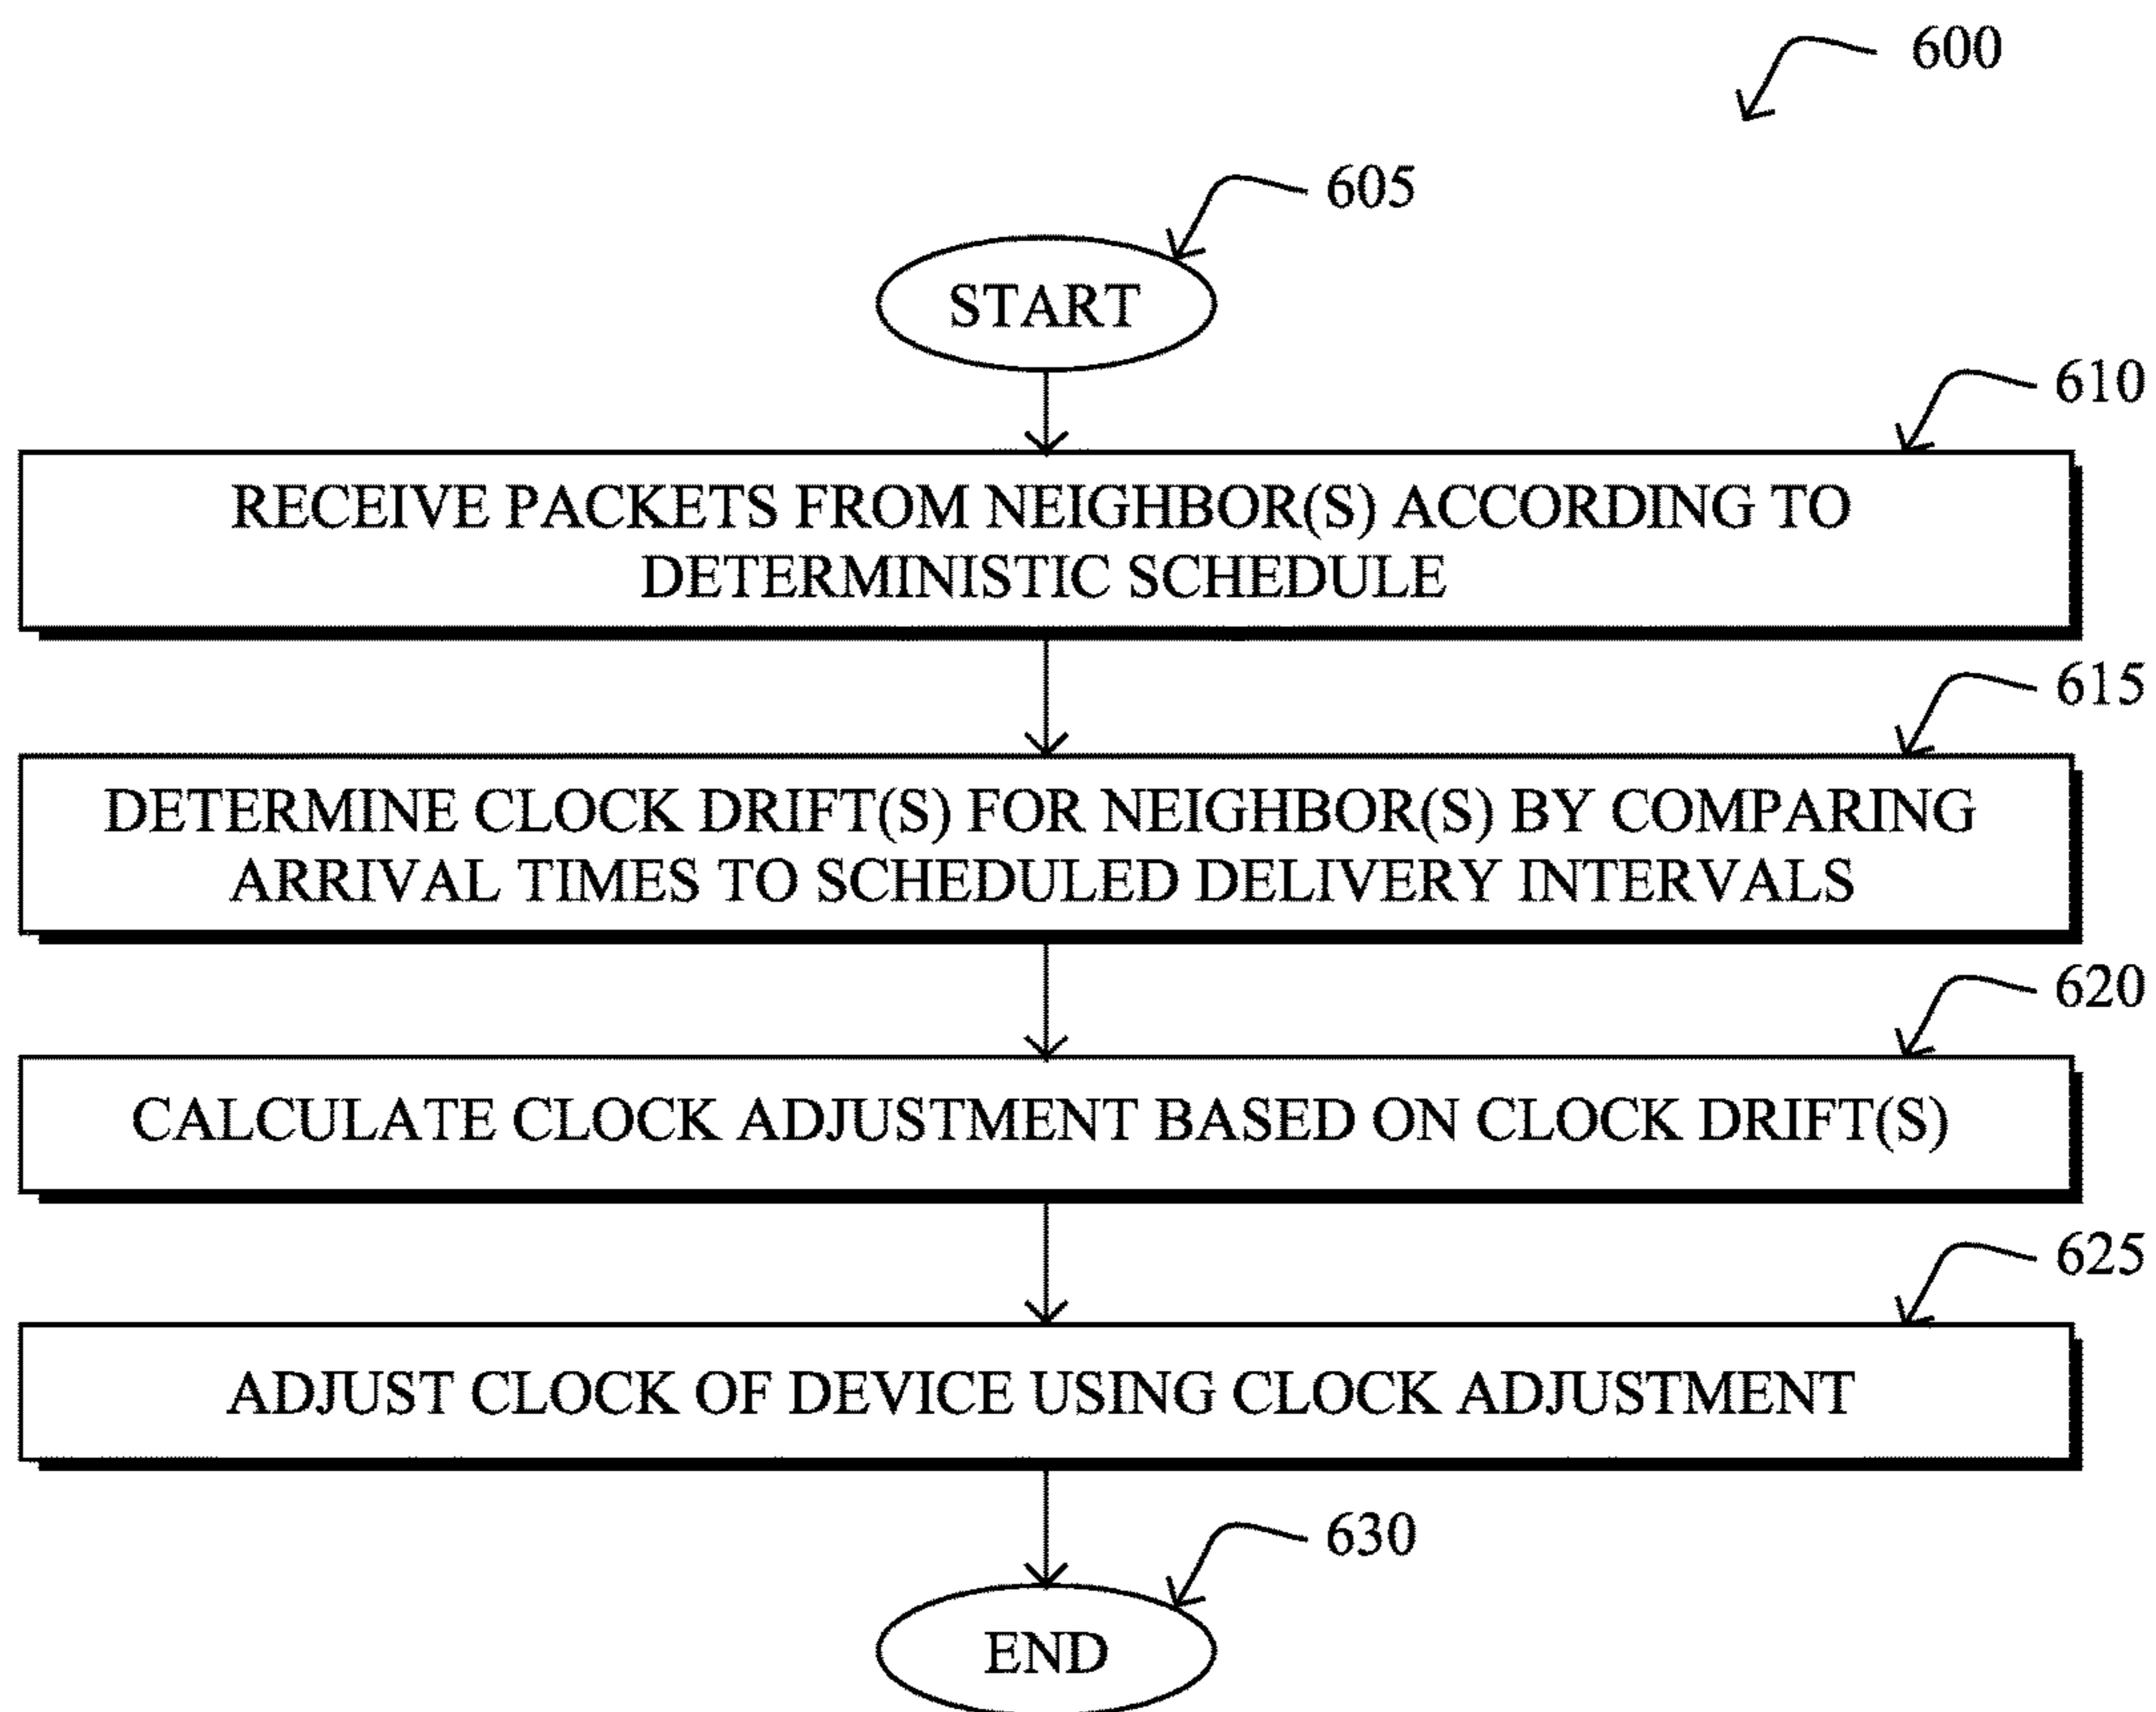 600
605
START
610
RECEIVE PACKETS FROM NEIGHBOR(S) ACCORDING TO
DETERMINISTIC SCHEDULE
615
DETERMINE CLOCK DRIFT(S) FOR NEIGHBOR(S) BY COMPARING
ARRIVAL TIMES TO SCHEDULED DELIVERY INTERVALS
620
CALCULATE CLOCK ADJUSTMENT BASED ON CLOCK DRIFT(S)
625
ADJUST CLOCK OF DEVICE USING CLOCK ADJUSTMENT
630
END